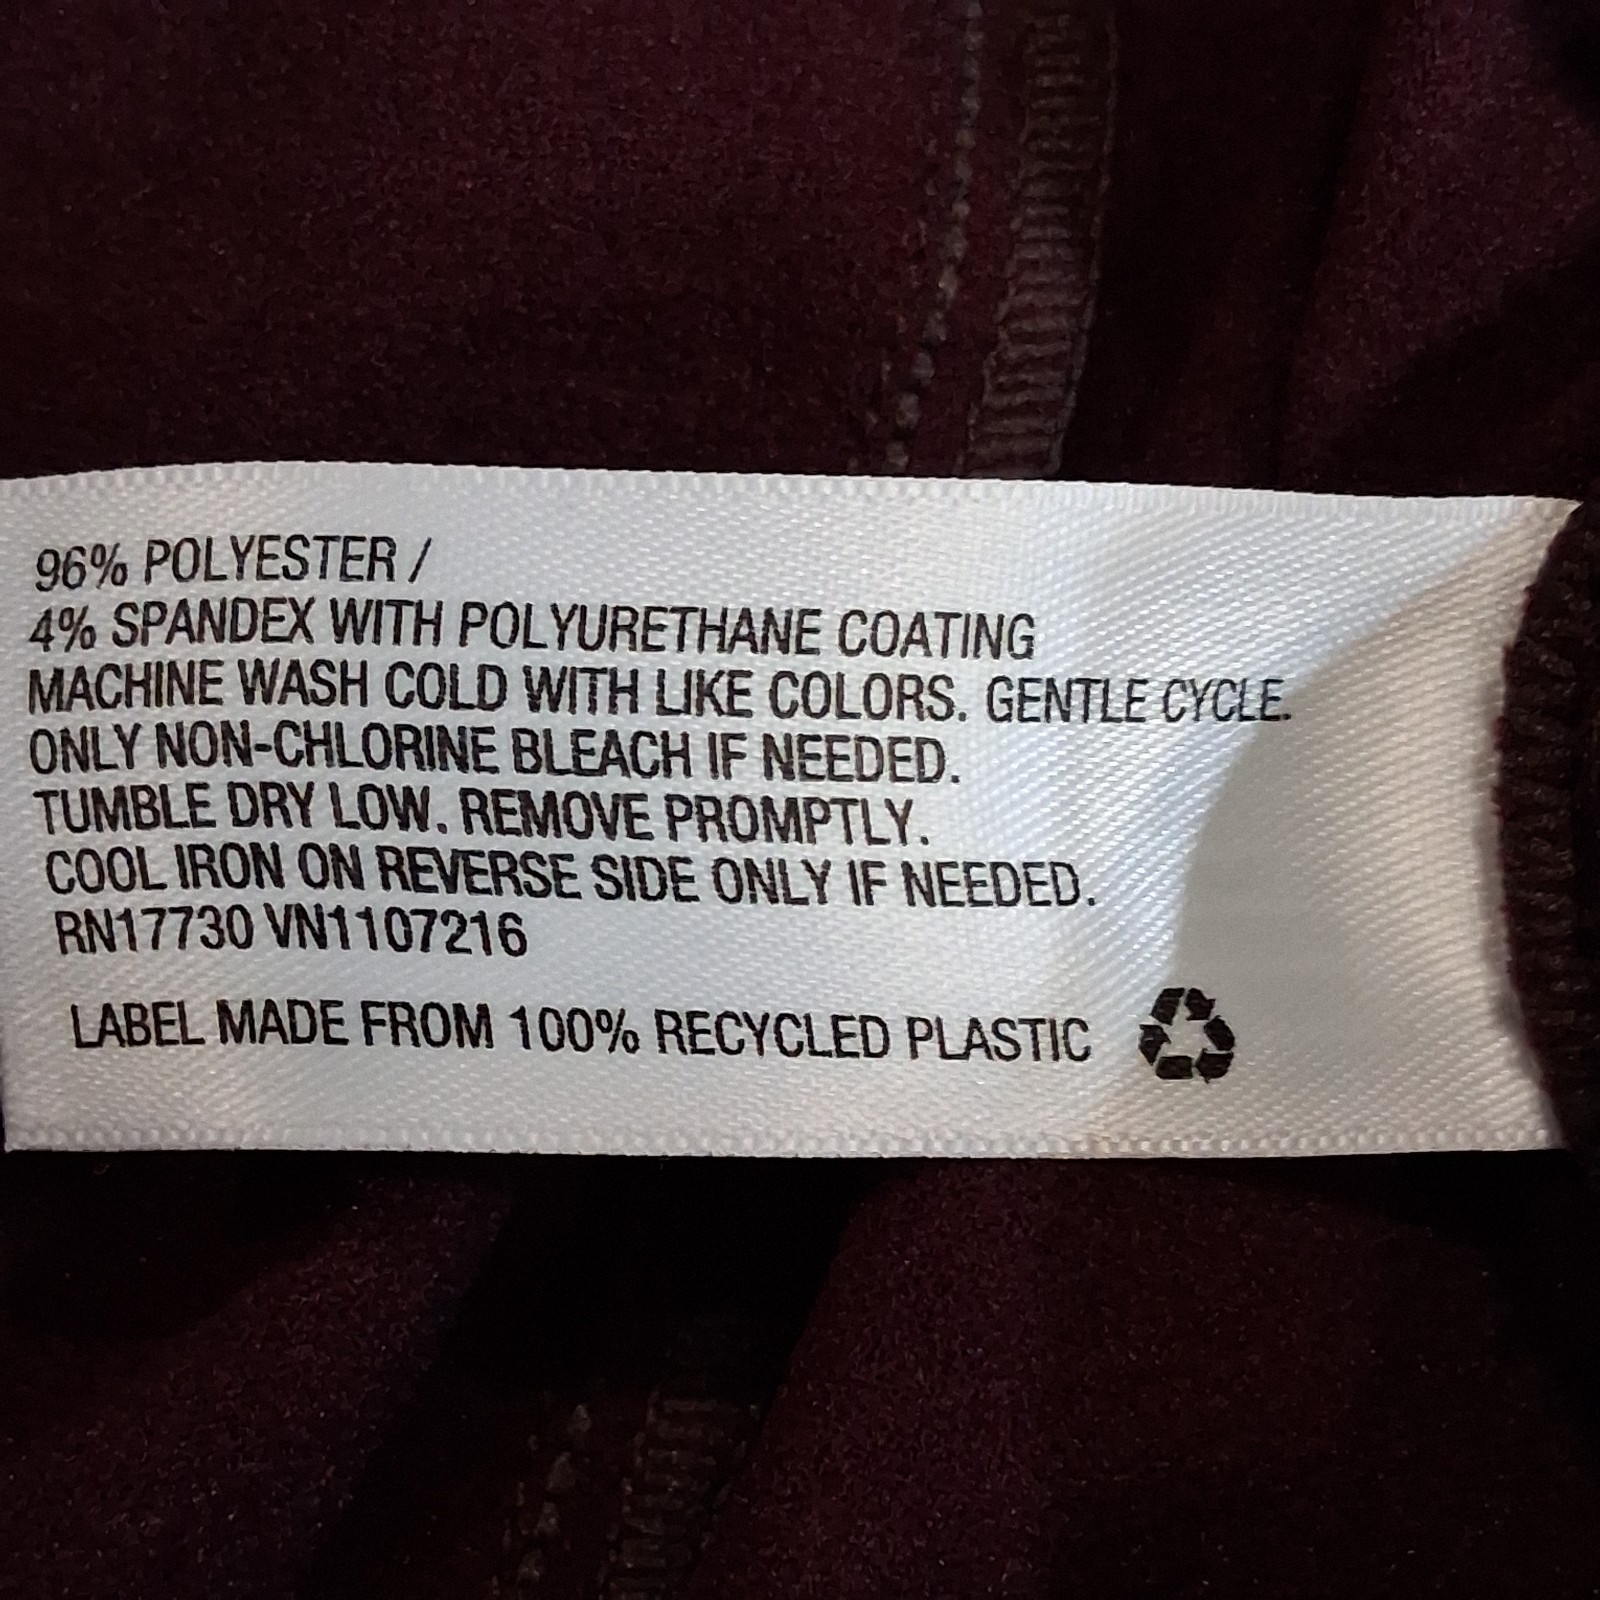 96% POLYESTER /
4% SPANDEX WITH POLYURETHANE COATING
MACHINE WASH COLD WITH LIKE COLORS. GENTLE CYCLE.
ONLY NON-CHLORINE BLEACH IF NEEDED.
TUMBLE DRY LOW. REMOVE PROMPTLY.
COOL IRON ON REVERSE SIDE ONLY IF NEEDED.
RN17730 VN1107216
LABEL MADE FROM 100% RECYCLED PLASTIC